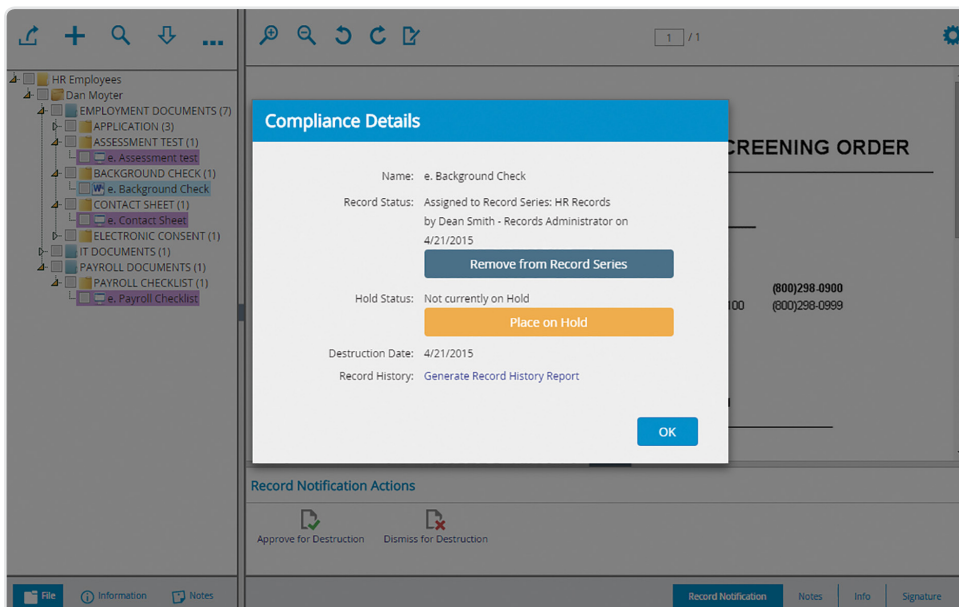 1 / 1
HR Employees
Dan Moyter
EMPLOYMENT DOCUMENTS (7)
APPLICATION (3)
ASSESSMENT TEST (1)
e. Assessment test
BACKGROUND CHECK (1)
e. Background Check
CONTACT SHEET (1)
e. Contact Sheet
ELECTRONIC CONSENT (1)
IT DOCUMENTS (1)
PAYROLL DOCUMENTS (1)
PAYROLL CHECKLIST (1)
e. Payroll Checklist
CREENING ORDER
(800)298-0900
100 (800)298-0999
Compliance Details
Name: e. Background Check
Record Status: Assigned to Record Series: HR Records
by Dean Smith - Records Administrator on
4/21/2015
Remove from Record Series
Hold Status: Not currently on Hold
Place on Hold
Destruction Date: 4/21/2015
Record History: Generate Record History Report
OK
Record Notification Actions
Approve for Destruction Dismiss for Destruction
File Information Notes
Record Notification Notes Info Signature